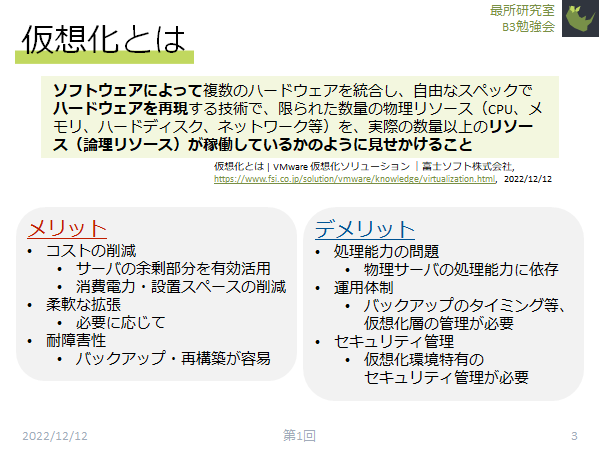 最所研究室
B3勉強会
仮想化とは
ソフトウェアによって複数のハードウェアを統合し、自由なスペックで
ハードウェアを再現する技術で、限られた数量の物理リソース（CPU、メ
モリ、ハードディスク、ネットワーク等）を、実際の数量以上のリソー
ス（論理リソース）が稼働しているかのように見せかけること
仮想化とは | VMware 仮想化ソリューション | 富士ソフト株式会社,
https://www.fsi.co.jp/solution/vmware/knowledge/virtualization.html, 2022/12/12
メリット
• コストの削減
• サーバの余剰部分を有効活用
• 消費電力・設置スペースの削減
• 柔軟な拡張
• 必要に応じて
• 耐障害性
• バックアップ・再構築が容易
デメリット
• 処理能力の問題
• 物理サーバの処理能力に依存
• 運用体制
• バックアップのタイミング等、
仮想化層の管理が必要
• セキュリティ管理
• 仮想化環境特有の
セキュリティ管理が必要
2022/12/12
第1回
3